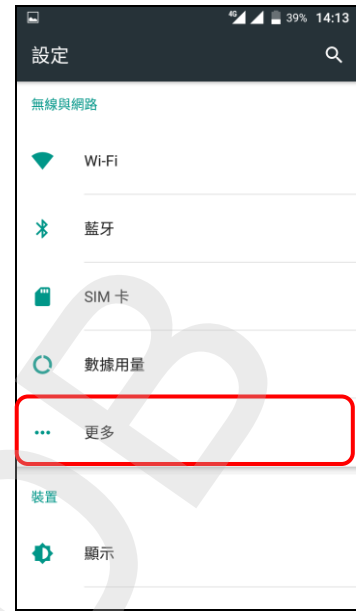 4G 39% 14:13
設定
無線與網路
Wi-Fi
藍牙
SIM 卡
數據用量
更多
裝置
顯示